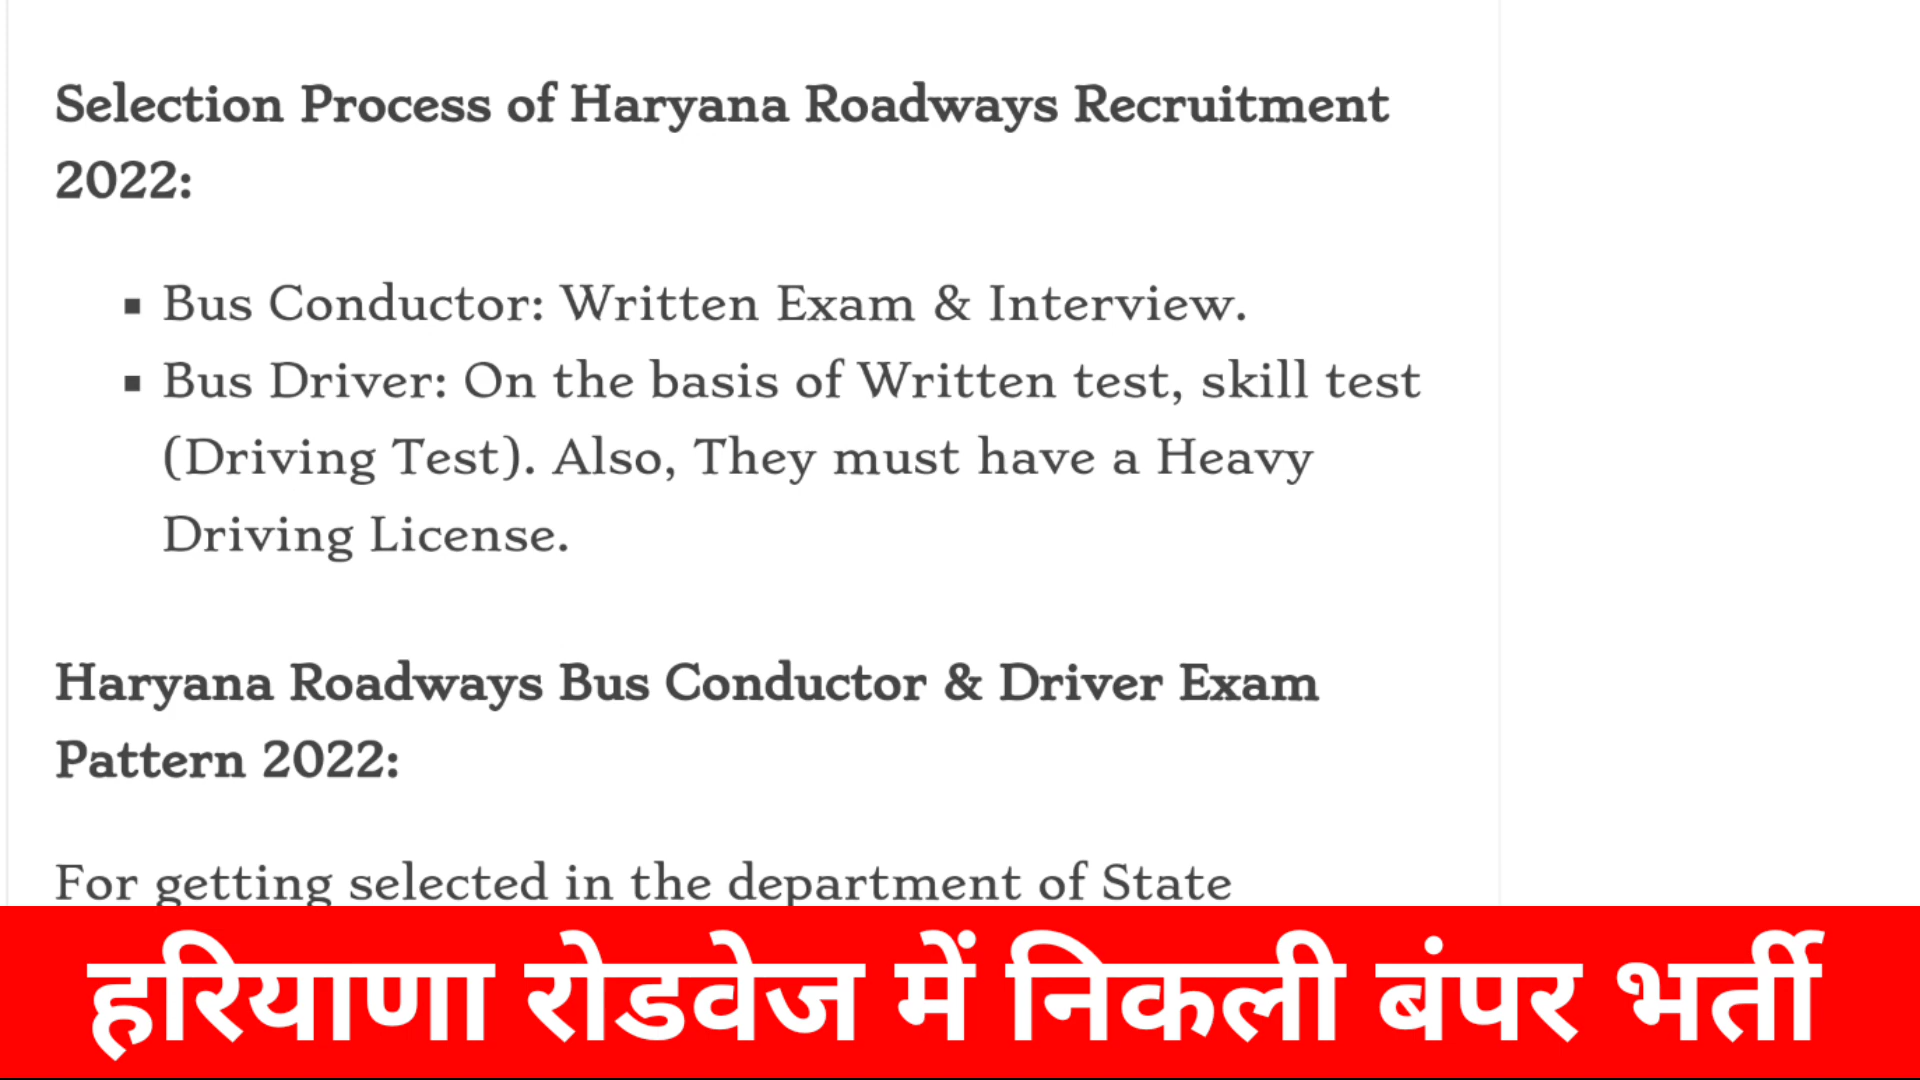 Selection Process of Haryana Roadways Recruitment
2022:
▪ Bus Conductor: Written Exam & Interview.
▪ Bus Driver: On the basis of Written test, skill test
(Driving Test). Also, They must have a Heavy
Driving License.
Haryana Roadways Bus Conductor & Driver Exam
Pattern 2022:
For getting selected in the department of State
हरियाणा रोडवेज में निकली बंपर भर्ती